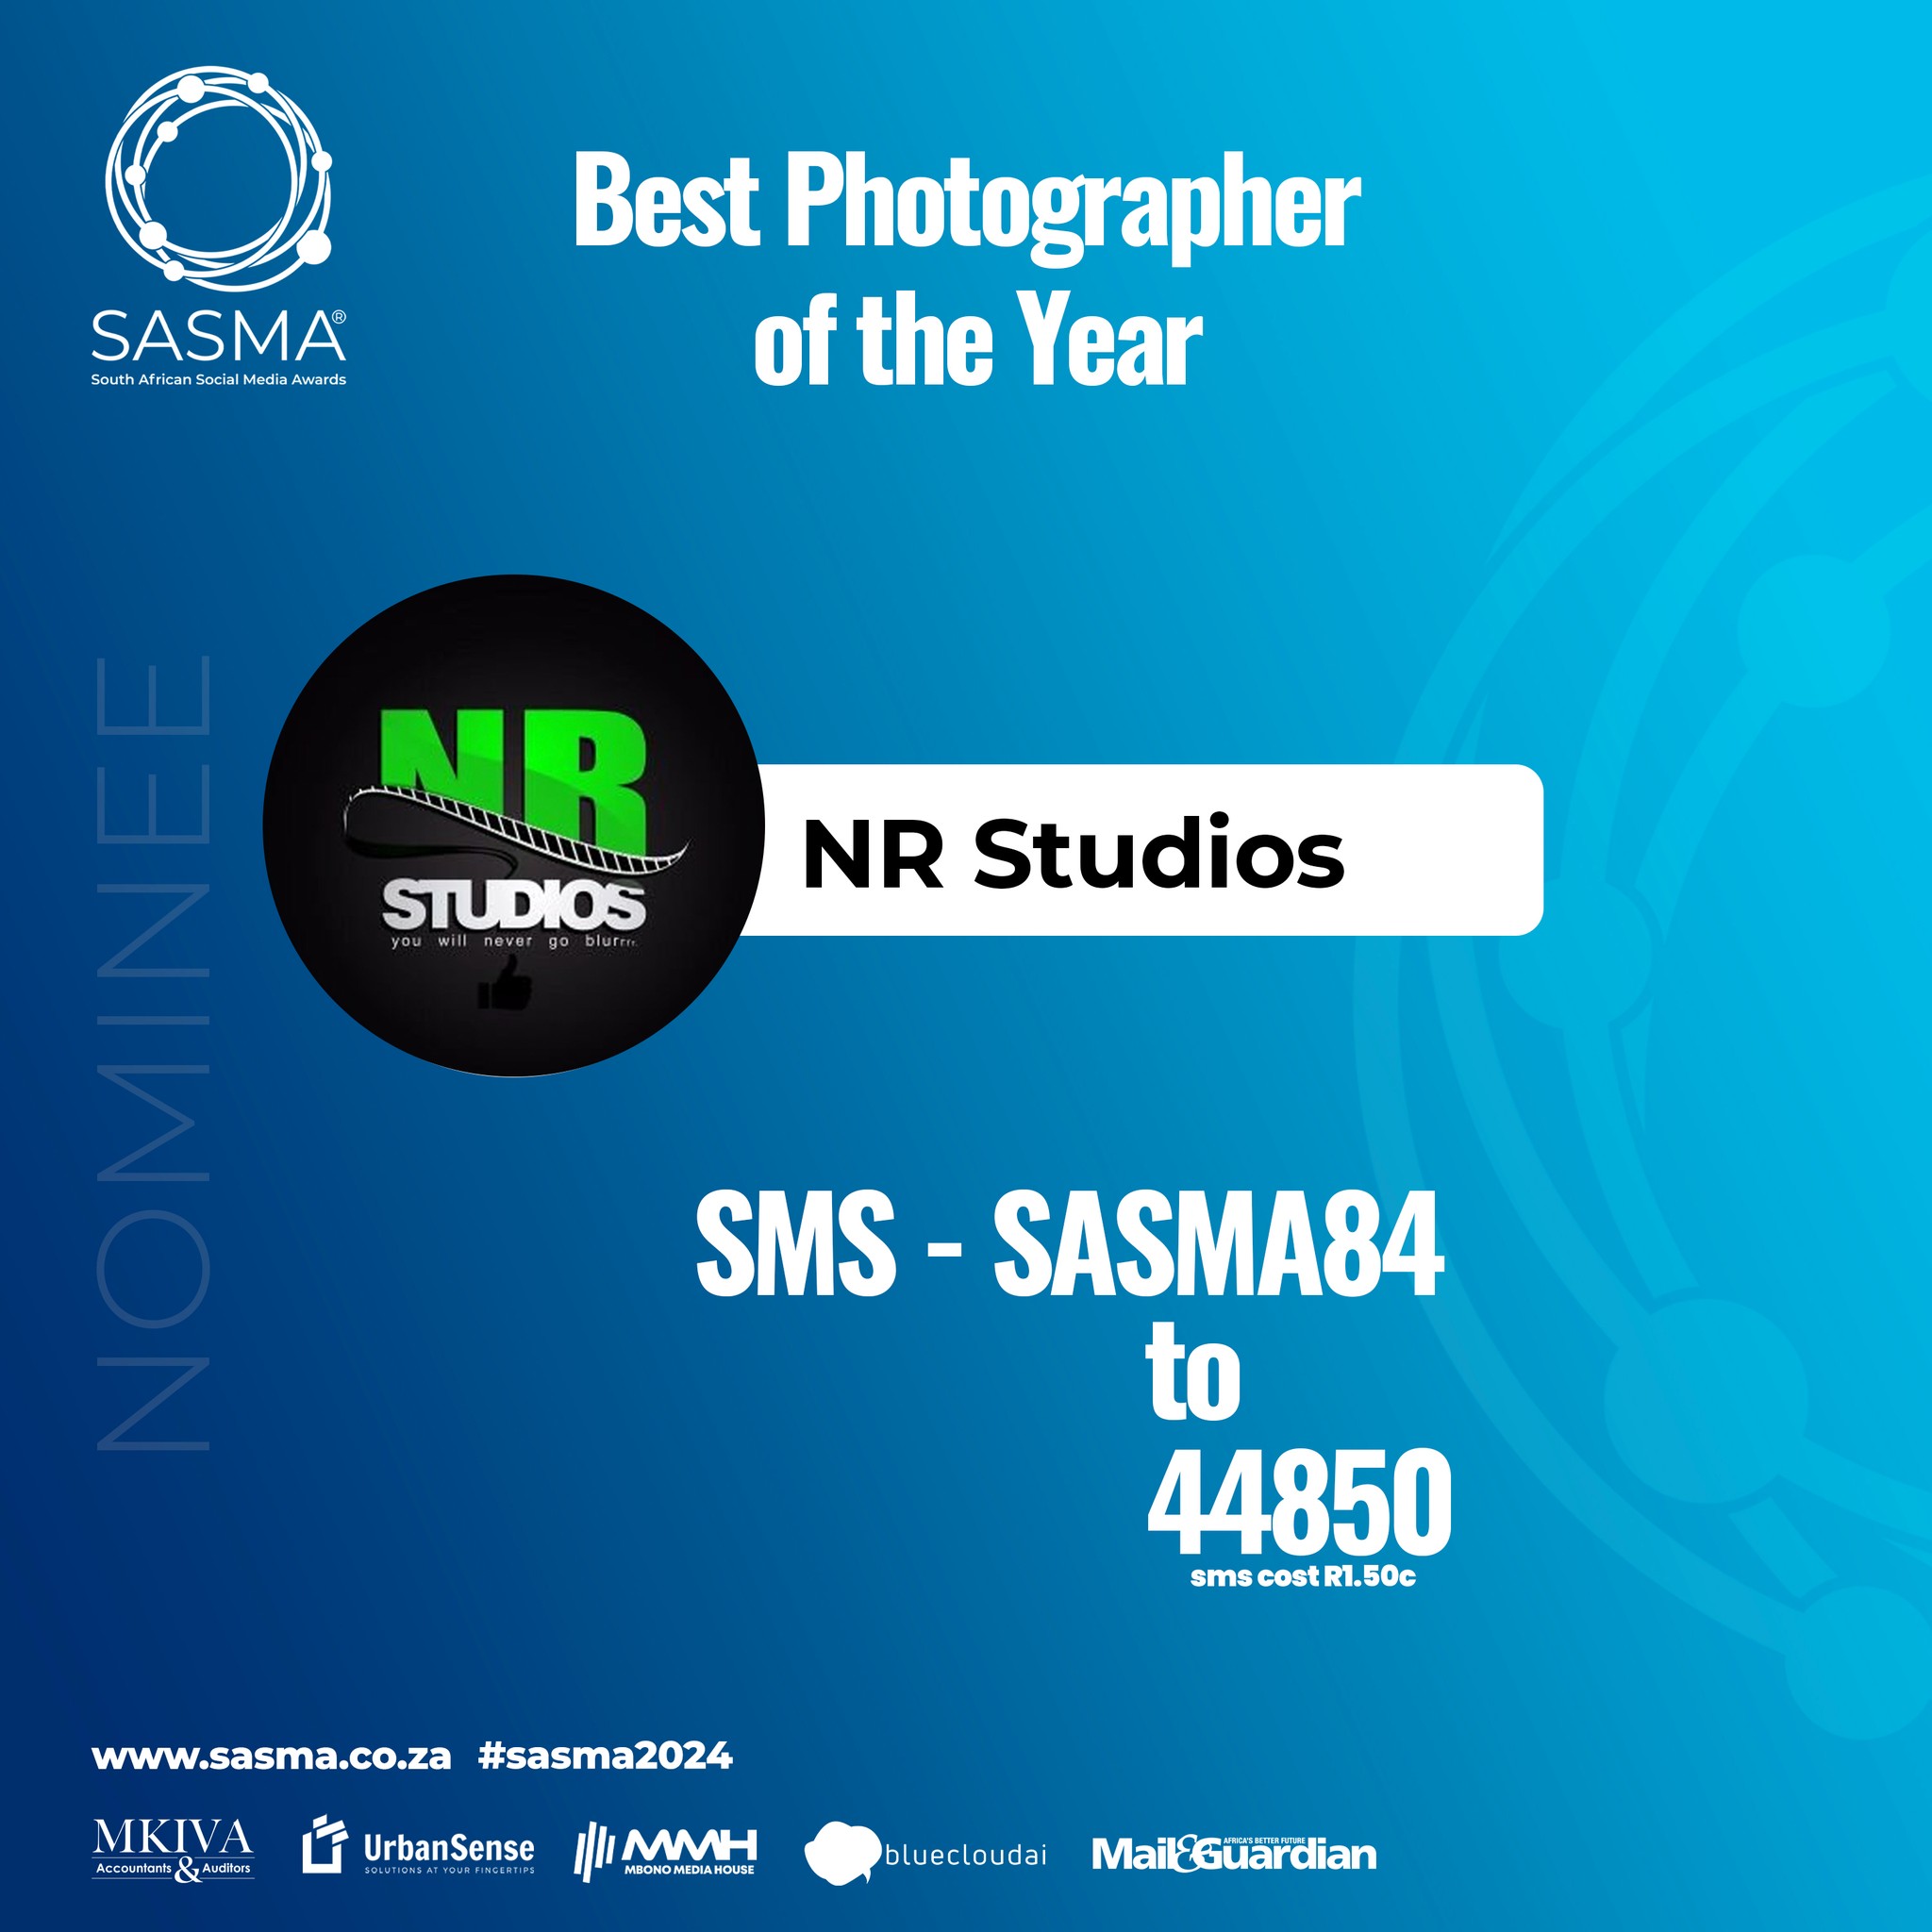 SASMA®
South African Social Media Awards
Best Photographer
of the Year
NOMINEE
NR
STUDIOS
you will never go blurrrr.
NR Studios
SMS - SASMA84
to
44850
sms cost R1.50c
www.sasma.co.za #sasma2024
MKIVA
Accountants & Auditors
UrbanSense
SOLUTIONS AT YOUR FINGERTIPS
MMH
MBONO MEDIA HOUSE
bluecloudai
AFRICA'S BETTER FUTURE
Mail&Guardian